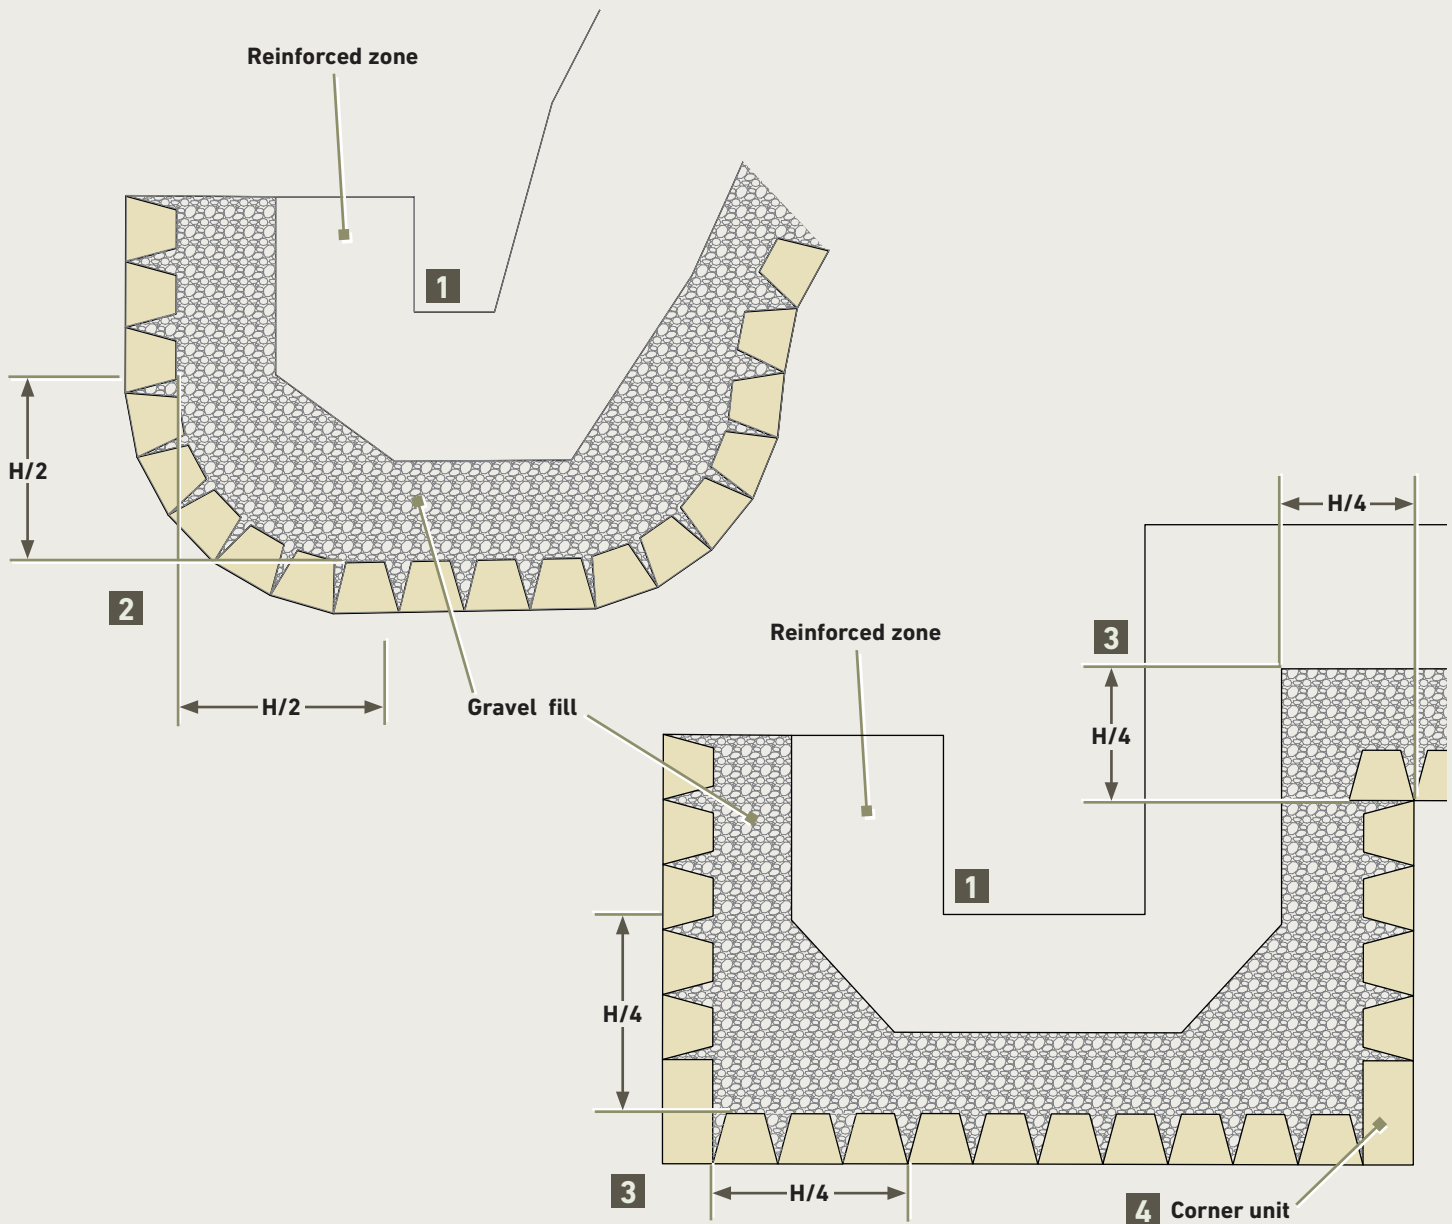 Reinforced zone
1
H/2
2
H/2
Gravel fill
H/4
3
Reinforced zone
H/4
1
H/4
3
H/4
4 Corner unit